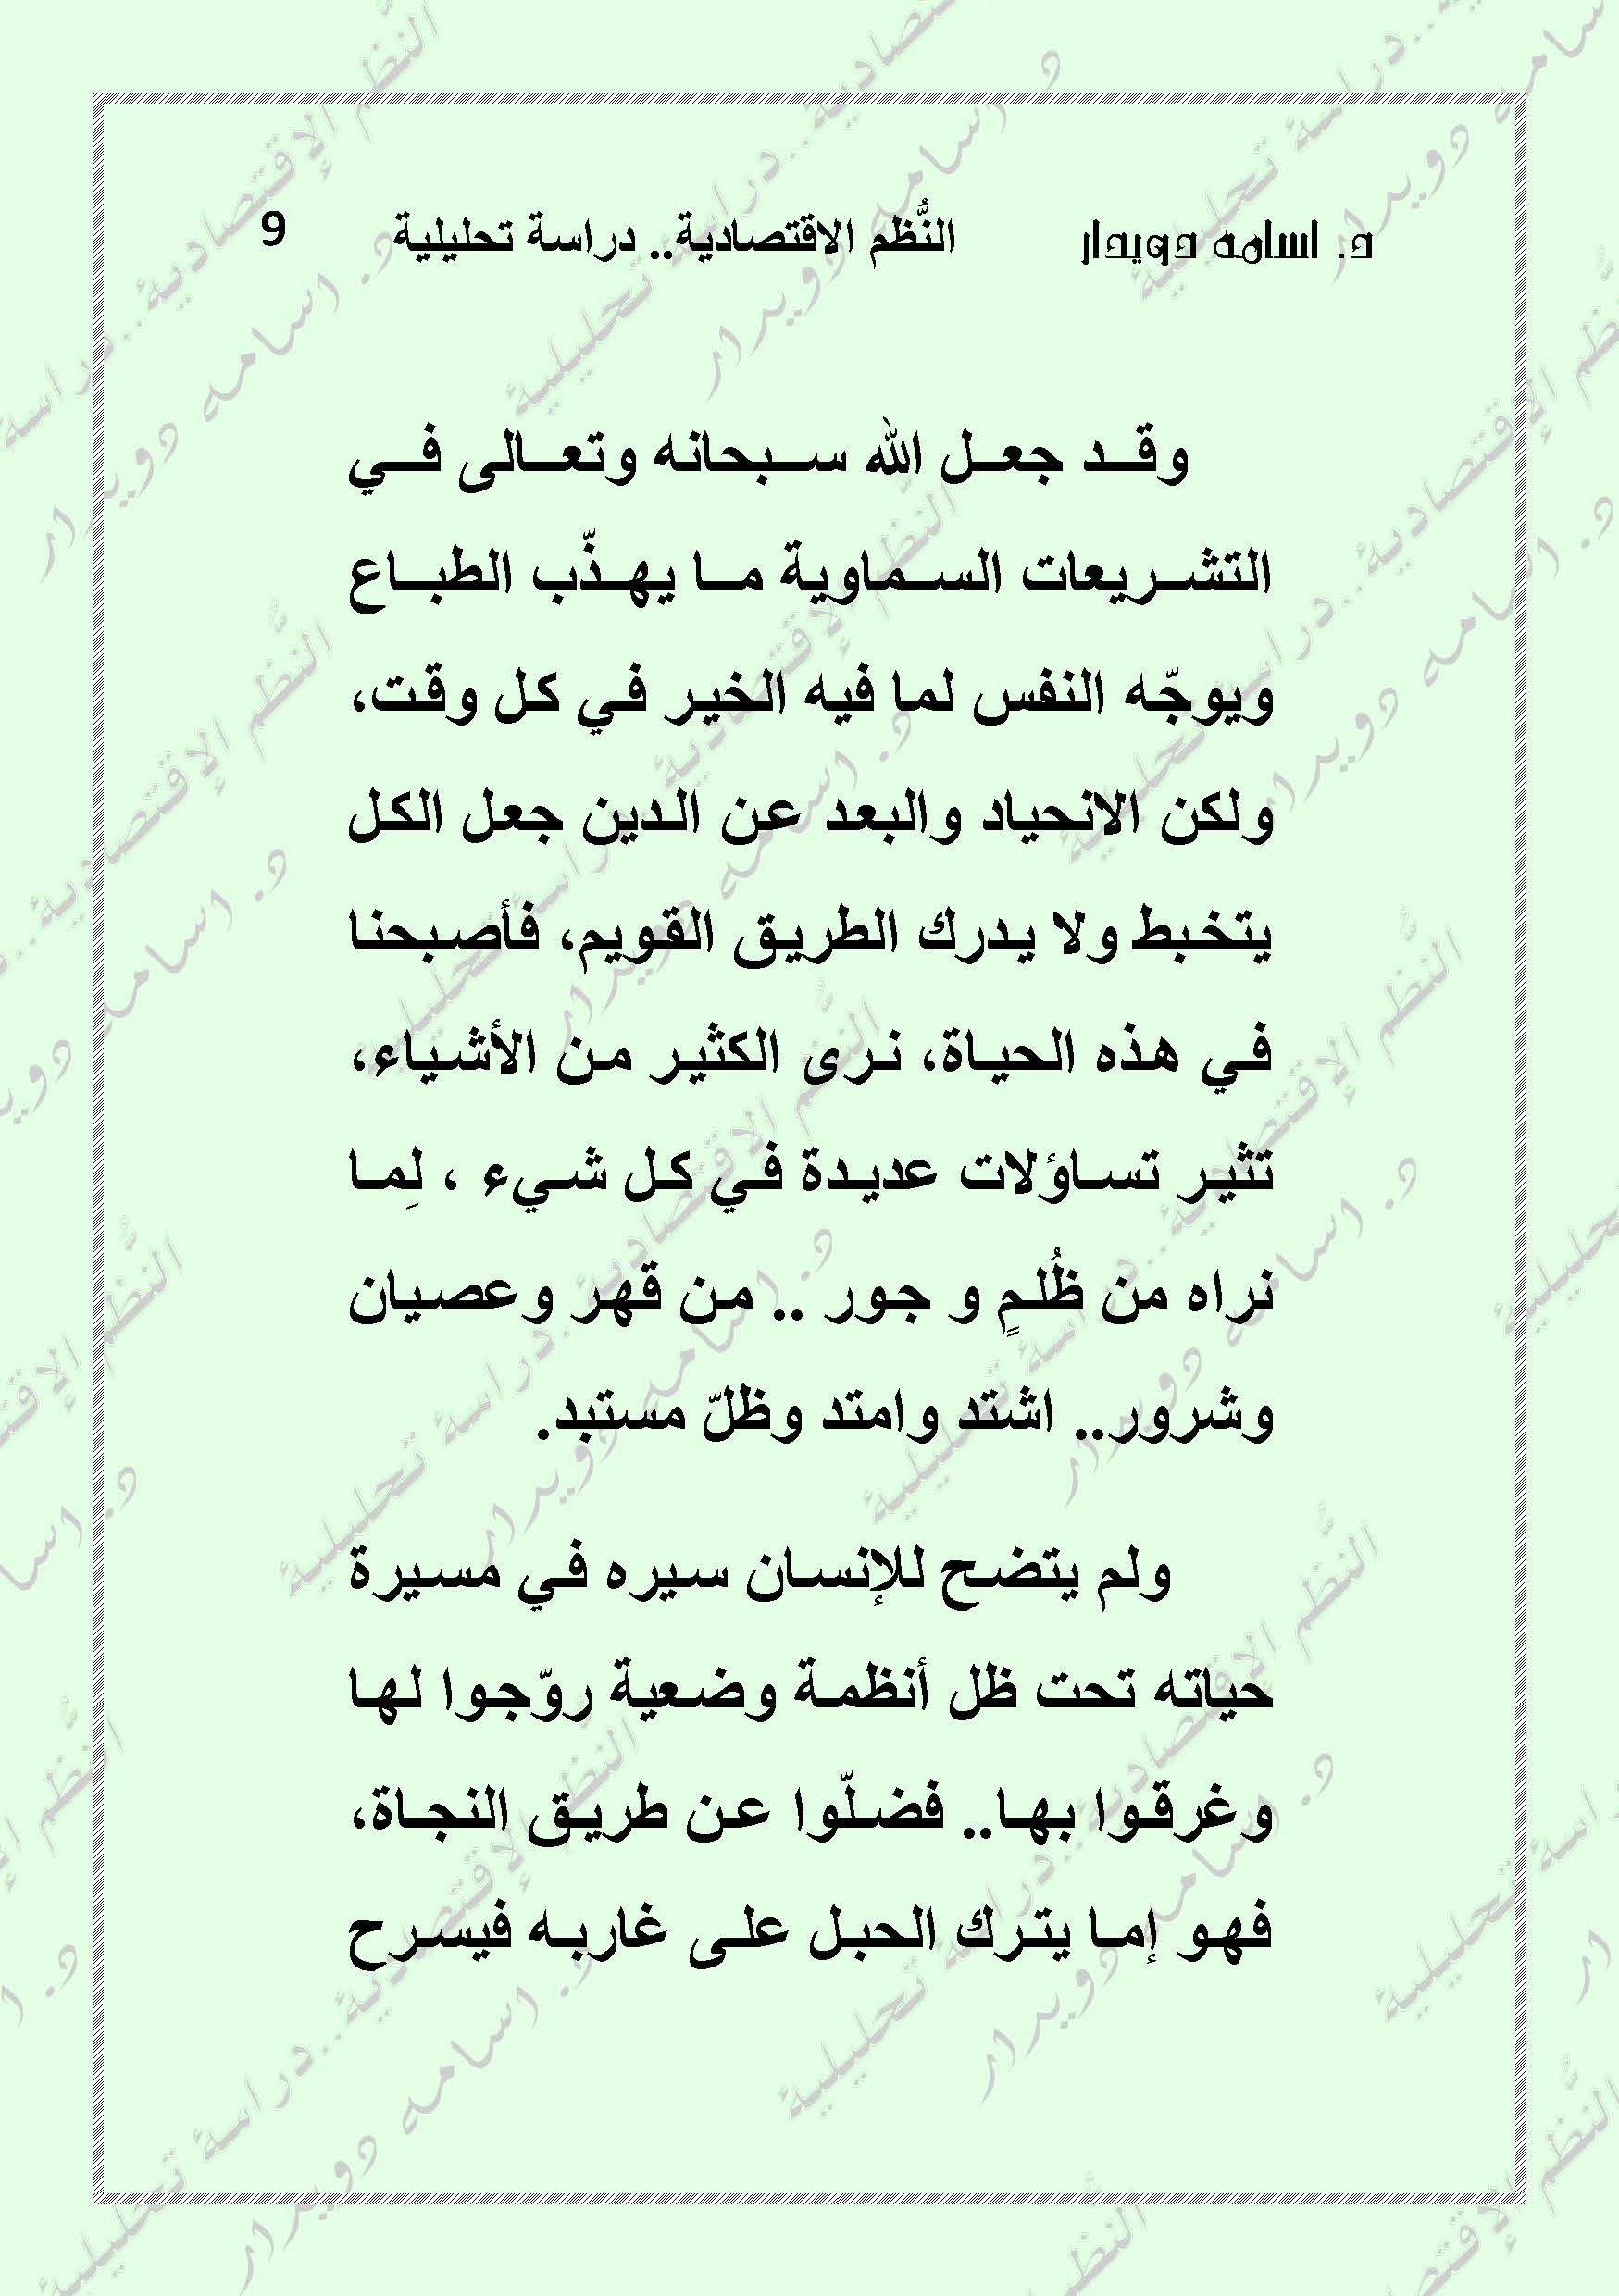 د. اسامه دويدار النُّظم الاقتصادية.. دراسة تحليلية 9
وقد جعل الله سبحانه وتعالى في
التشريعات السماوية ما يهذّب الطباع
ويوجّه النفس لما فيه الخير في كل وقت،
ولكن الانحياد والبعد عن الدين جعل الكل
يتخبط ولا يدرك الطريق القويم، فأصبحنا
في هذه الحياة، نرى الكثير من الأشياء،
تثير تساؤلات عديدة في كل شيء ، لِما
نراه من ظُلمٍ و جور .. من قهر وعصيان
وشرور.. اشتد وامتد وظلّ مستبد.
ولم يتضح للإنسان سيره في مسيرة
حياته تحت ظل أنظمة وضعية روّجوا لها
وغرقوا بها.. فضلّوا عن طريق النجاة،
فهو إما يترك الحبل على غاربه فيسرح